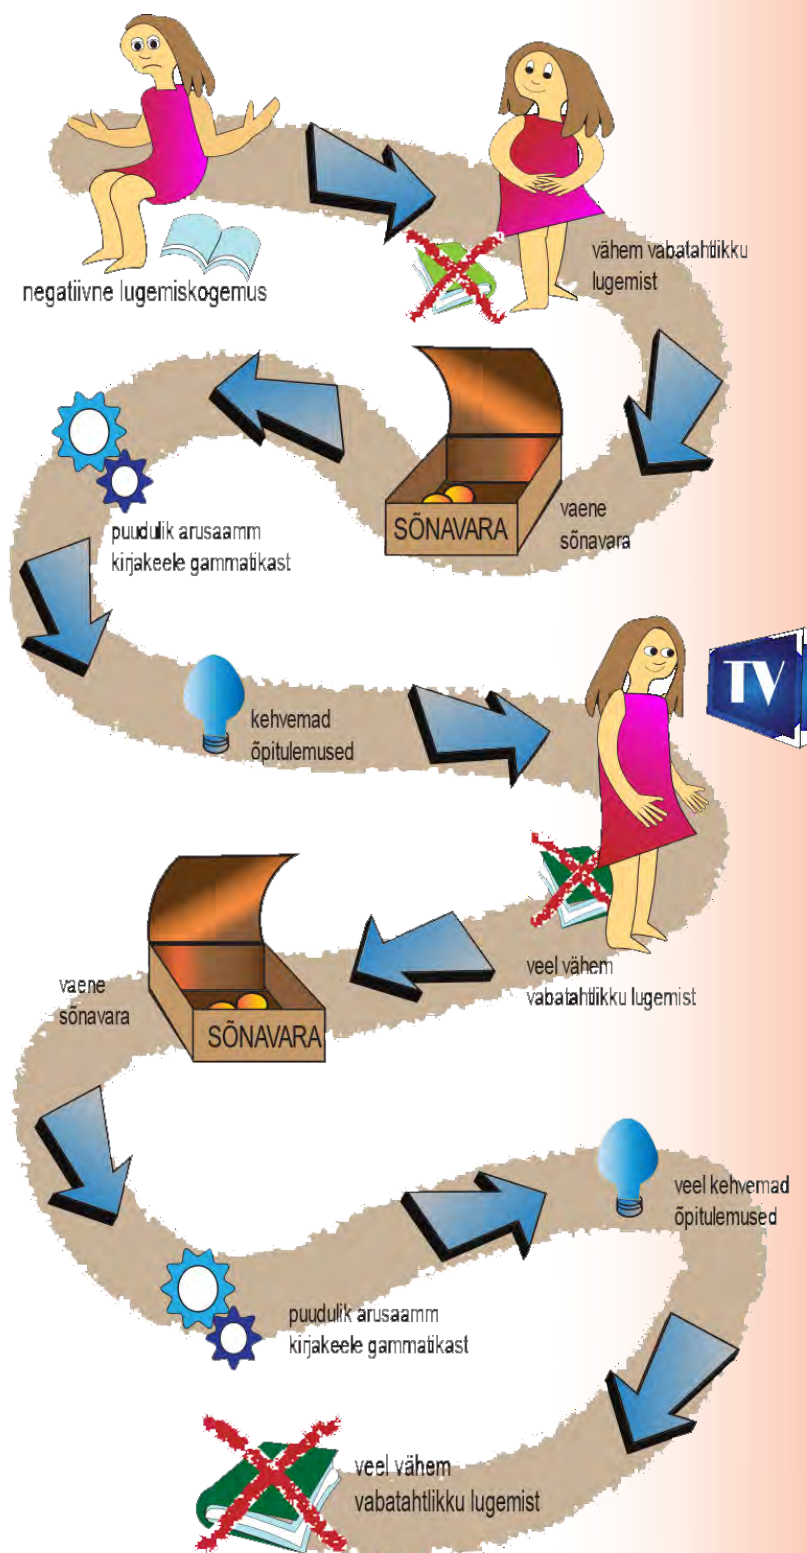 negatiivne lugemiskogemus
vähem vabatahtlikku
lugemist
SÕNAVARA
vaene
sõnavara
puudulik arusaamm
kirjakeele gammatikast
kehvemad
õpitulemused
TV
veel vähem
vabatahtlikku lugemist
vaene
sõnavara
SÕNAVARA
puudulik arusaamm
kirjakeele gammatikast
veel kehvemad
õpitulemused
veel vähem
vabatahtlikku lugemist